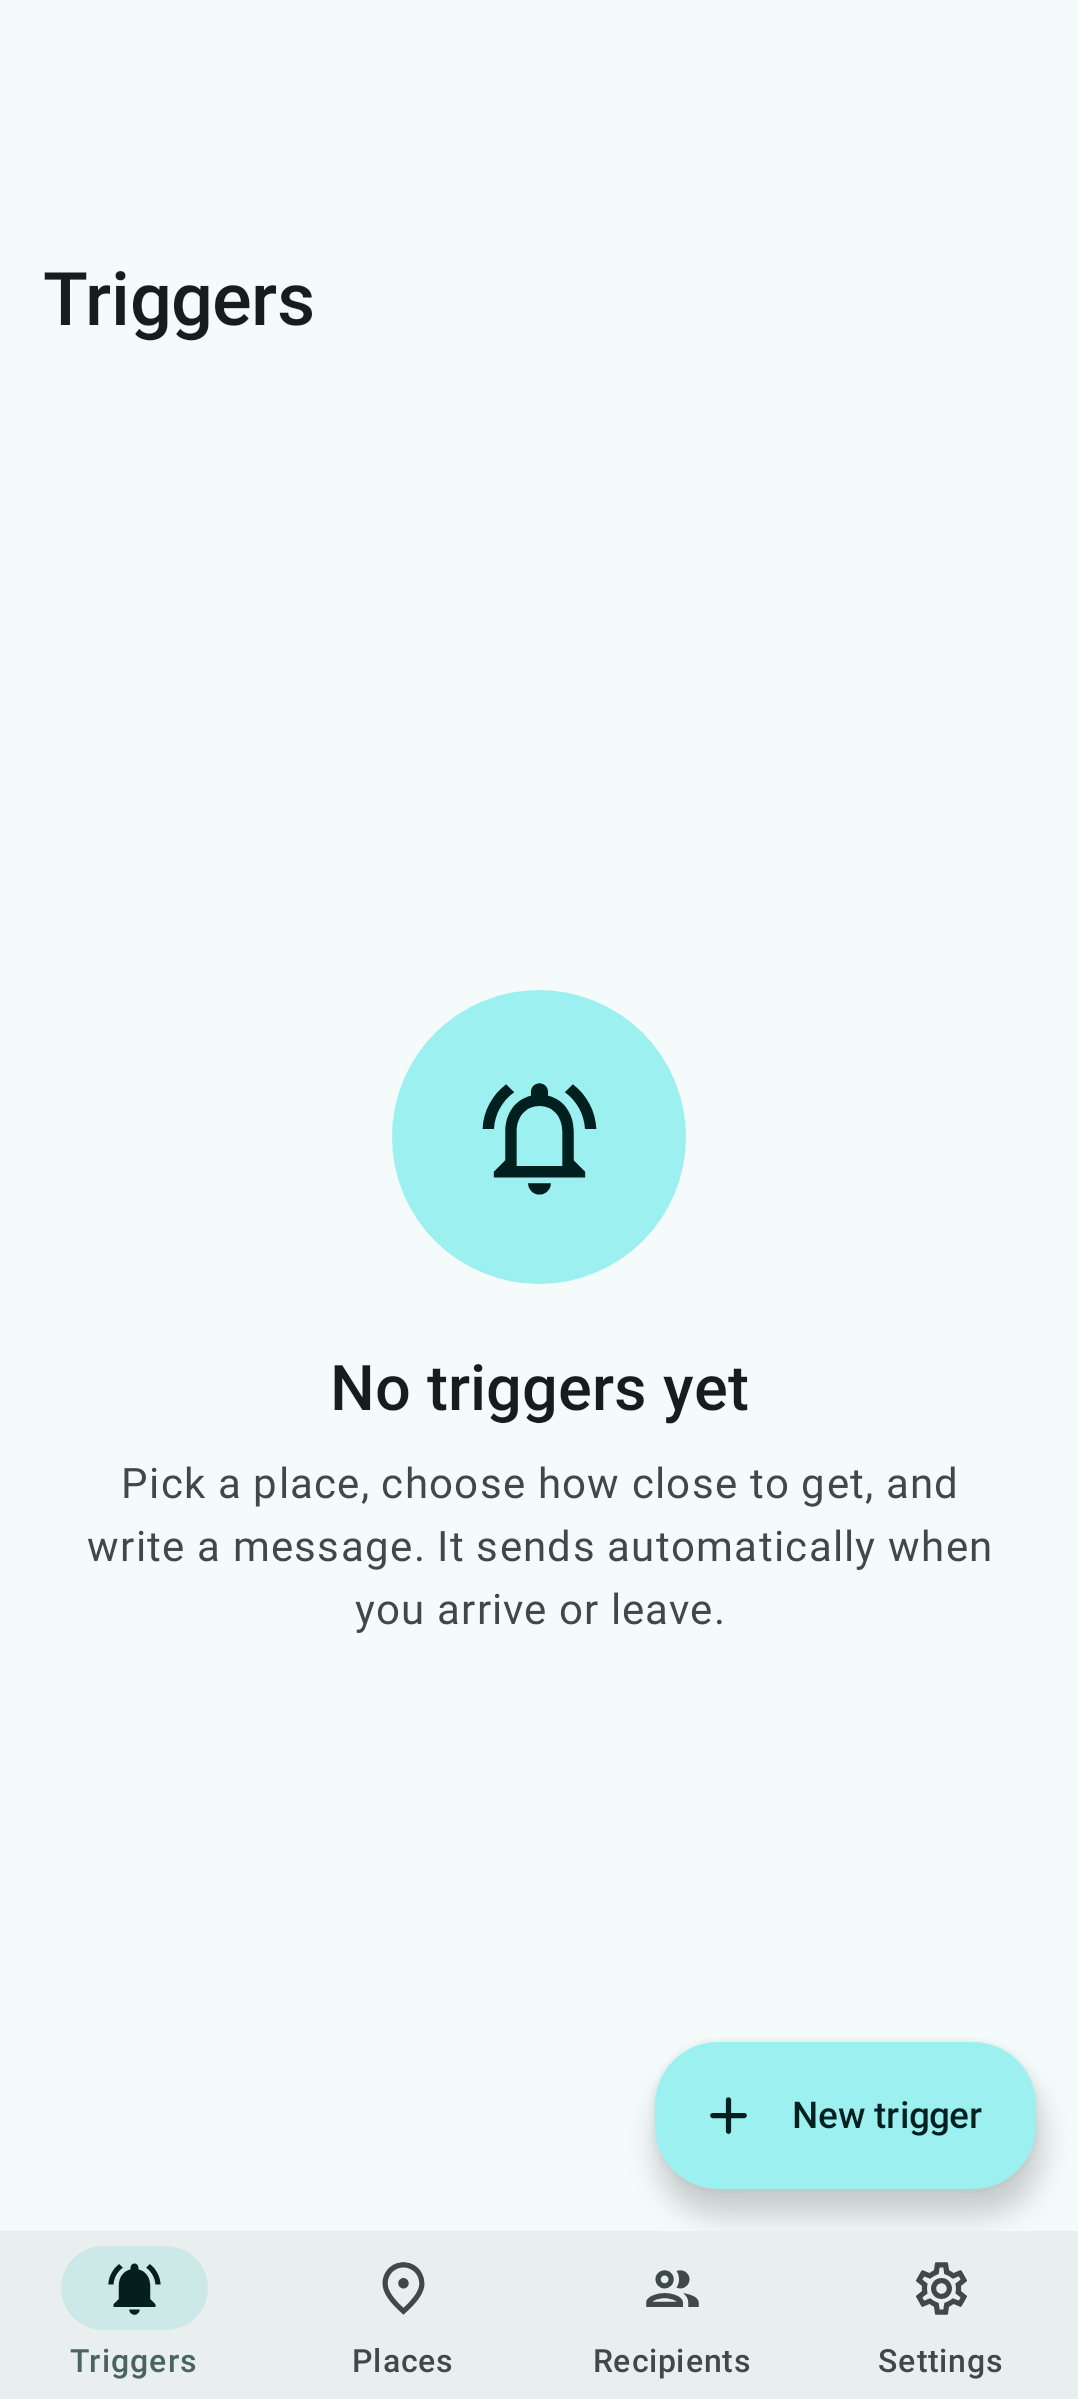 Triggers
No triggers yet
Pick a place, choose how close to get, and
write a message. It sends automatically when
you arrive or leave.
New trigger
Triggers
Places
Recipients
Settings